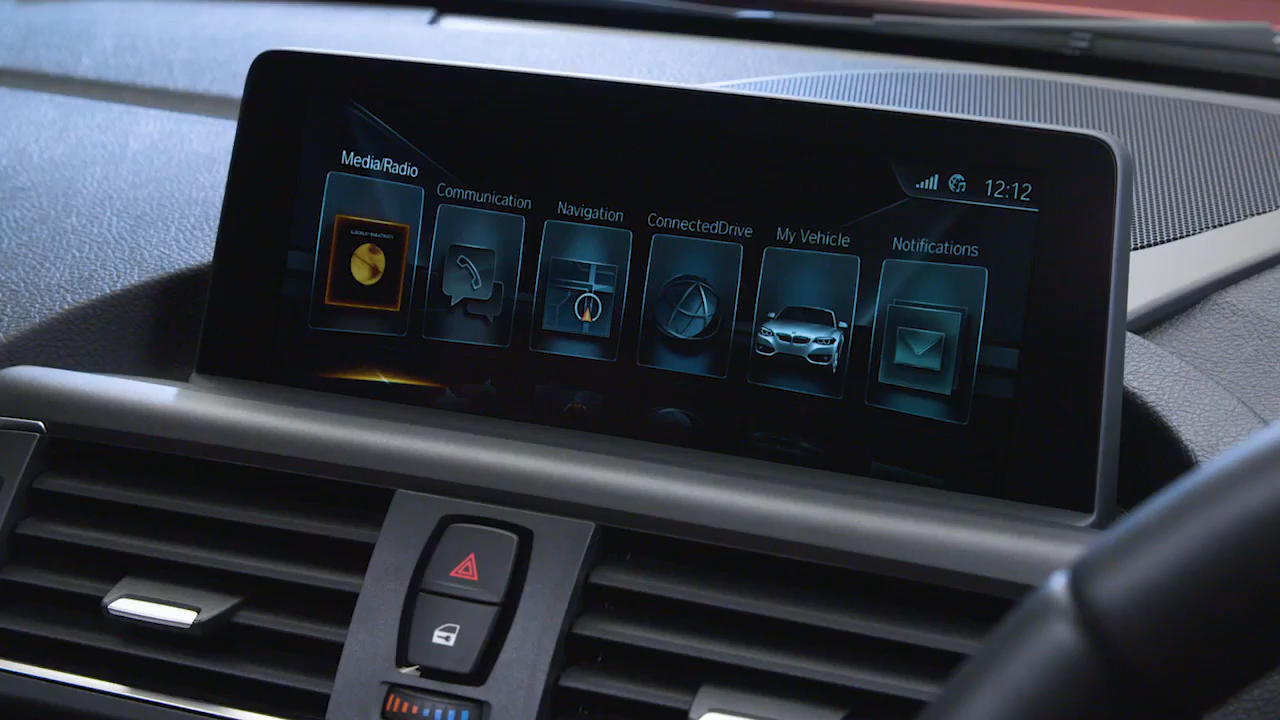 Media/Radio
Communication
Navigation
ConnectedDrive
My Vehicle
Notifications
12:12